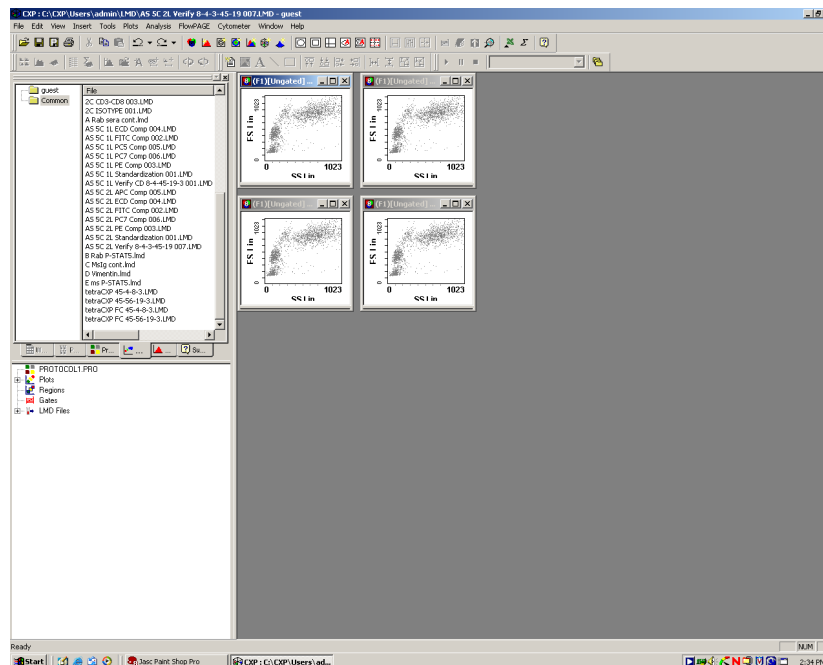 CXP : C:\CXP\Users\admin\LMD\AS 5C 2L Verify 8-4-3-45-19 007.LMD - guest
File Edit View Insert Tools Plots Analysis FlowPAGE Cytometer Window Help
guest
Common
File
2C CD3-CD8 003.LMD
2C ISOTYPE 001.LMD
A Rab sera cont.lmd
AS 5C 1L ECD Comp 004.LMD
AS 5C 1L FITC Comp 002.LMD
AS 5C 1L PC5 Comp 005.LMD
AS 5C 1L PC7 Comp 006.LMD
AS 5C 1L PE Comp 003.LMD
AS 5C 1L Standardization 001.LMD
AS 5C 1L Verify CD 8-4-45-19-3 001.LMD
AS 5C 2L APC Comp 005.LMD
AS 5C 2L ECD Comp 004.LMD
AS 5C 2L FITC Comp 002.LMD
AS 5C 2L PC7 Comp 006.LMD
AS 5C 2L PE Comp 003.LMD
AS 5C 2L Standardization 001.LMD
AS 5C 2L Verify 8-4-3-45-19 007.LMD
B Rab P-STAT5.lmd
C MsIg cont.lmd
D Vimentin.lmd
E ms P-STAT5.lmd
tetraCXP 45-4-8-3.LMD
tetraCXP 45-56-19-3.LMD
tetraCXP FC 45-4-8-3.LMD
tetraCXP FC 45-56-19-3.LMD
Pr...
Su...
PROTOCOL1.PRO
Plots
Regions
Gates
LMD Files
(F1)[Ungated] ...
1023
FS Lin
0
0 1023
SS Lin
(F1)[Ungated] ...
1023
FS Lin
0
0 1023
SS Lin
(F1)[Ungated] ...
1023
FS Lin
0
0 1023
SS Lin
(F1)[Ungated] ...
1023
FS Lin
0
0 1023
SS Lin
Ready
NUM
Start
Jasc Paint Shop Pro
CXP : C:\CXP\Users\ad...
2:34 PM